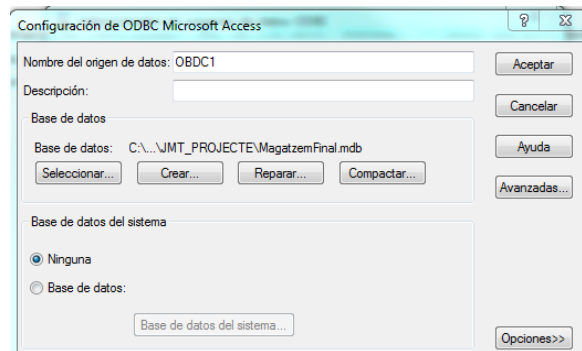 Configuración de ODBC Microsoft Access
Nombre del origen de datos: OBDC1
Aceptar
Descripción:
Cancelar
Base de datos
Base de datos: C:\...\JMT_PROJECTE\MagatzemFinal.mdb
Ayuda
Seleccionar... Crear... Reparar... Compactar...
Avanzadas...
Base de datos del sistema
Ninguna
Base de datos:
Base de datos del sistema...
Opciones>>